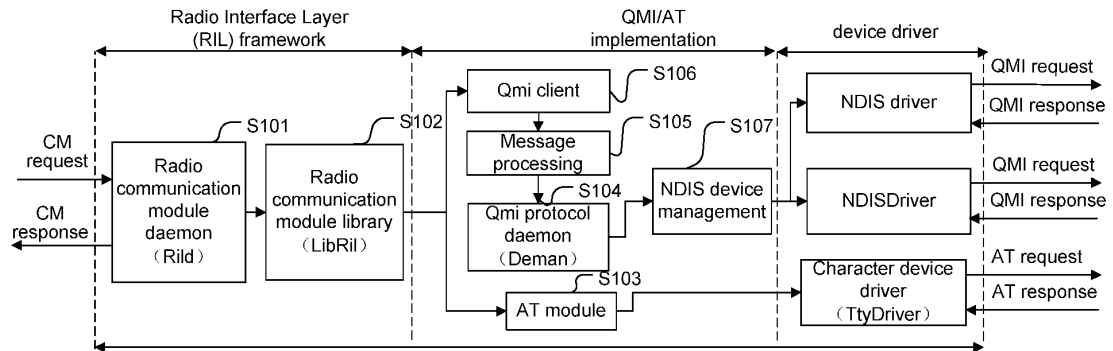 Radio Interface Layer
(RIL) framework
QMI/AT
implementation
device driver
S106
Qmi client
NDIS driver
QMI request
QMI response
S101
S102
S105
S107
Message
processing
CM
request
CM
response
Radio
communication
module
daemon
(Rild)
Radio
communication
module library
(LibRil)
S104
Qmi protocol
daemon
(Deman)
NDIS device
management
NDISDriver
QMI request
QMI response
S103
AT module
Character device
driver
(TtyDriver)
AT request
AT response